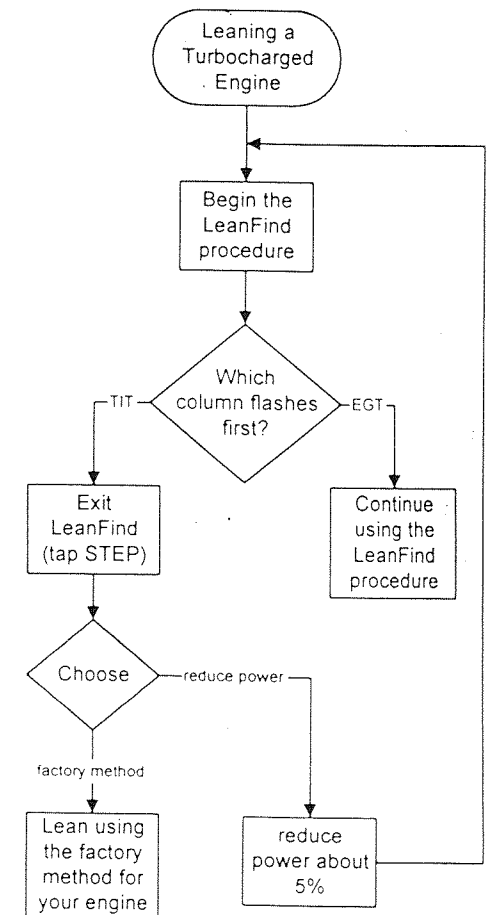 Leaning a
Turbocharged
Engine
Begin the
LeanFind
procedure
Which
column flashes
first?
TIT
EGT
Exit
LeanFind
(tap STEP)
Continue
using the
LeanFind
procedure
Choose
reduce power
factory method
Lean using
the factory
method for
your engine
reduce
power about
5%